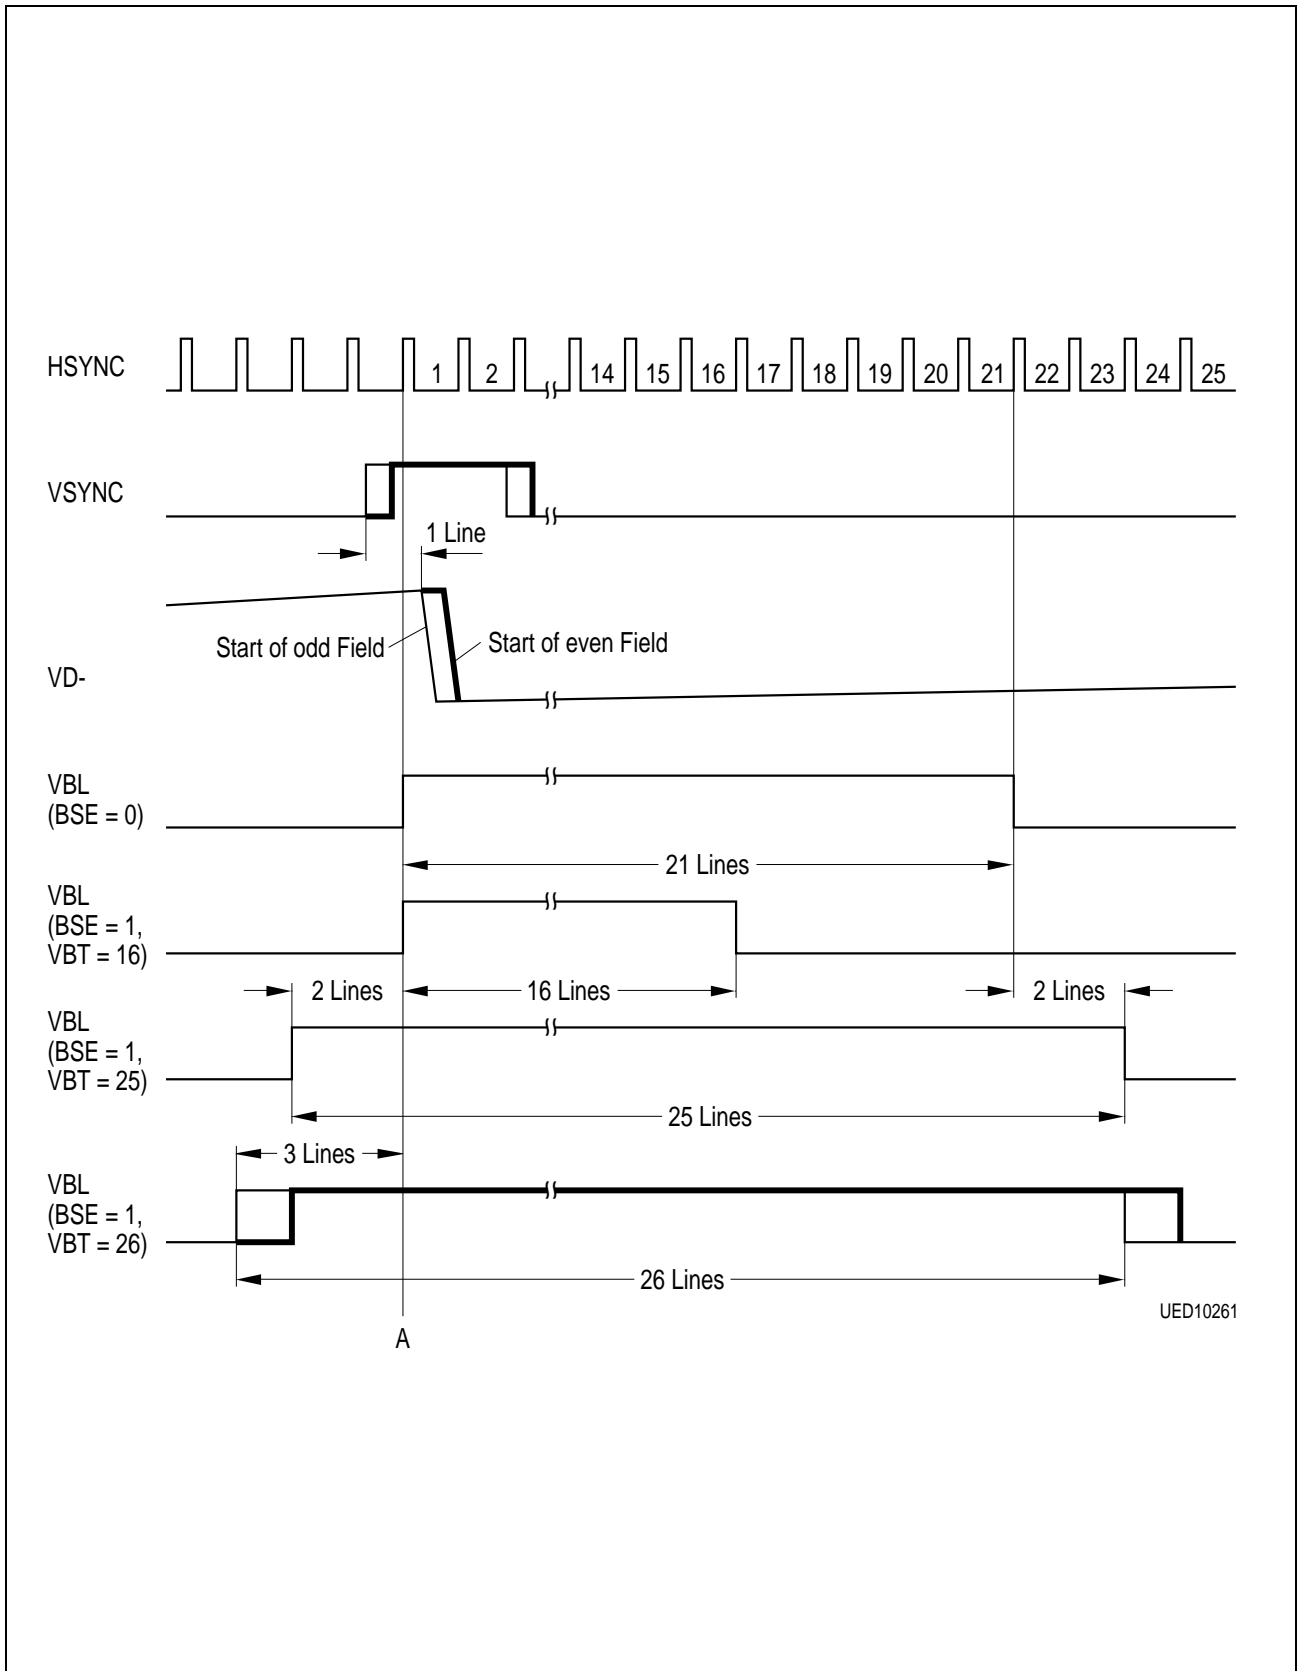 HSYNC
1 2 14 15 16 17 18 19 20 21 22 23 24 25
VSYNC
1 Line
Start of odd Field
Start of even Field
VD-
VBL
(BSE = 0)
21 Lines
VBL
(BSE = 1,
VBT = 16)
2 Lines
16 Lines
2 Lines
VBL
(BSE = 1,
VBT = 25)
25 Lines
3 Lines
VBL
(BSE = 1,
VBT = 26)
26 Lines
UED10261
A